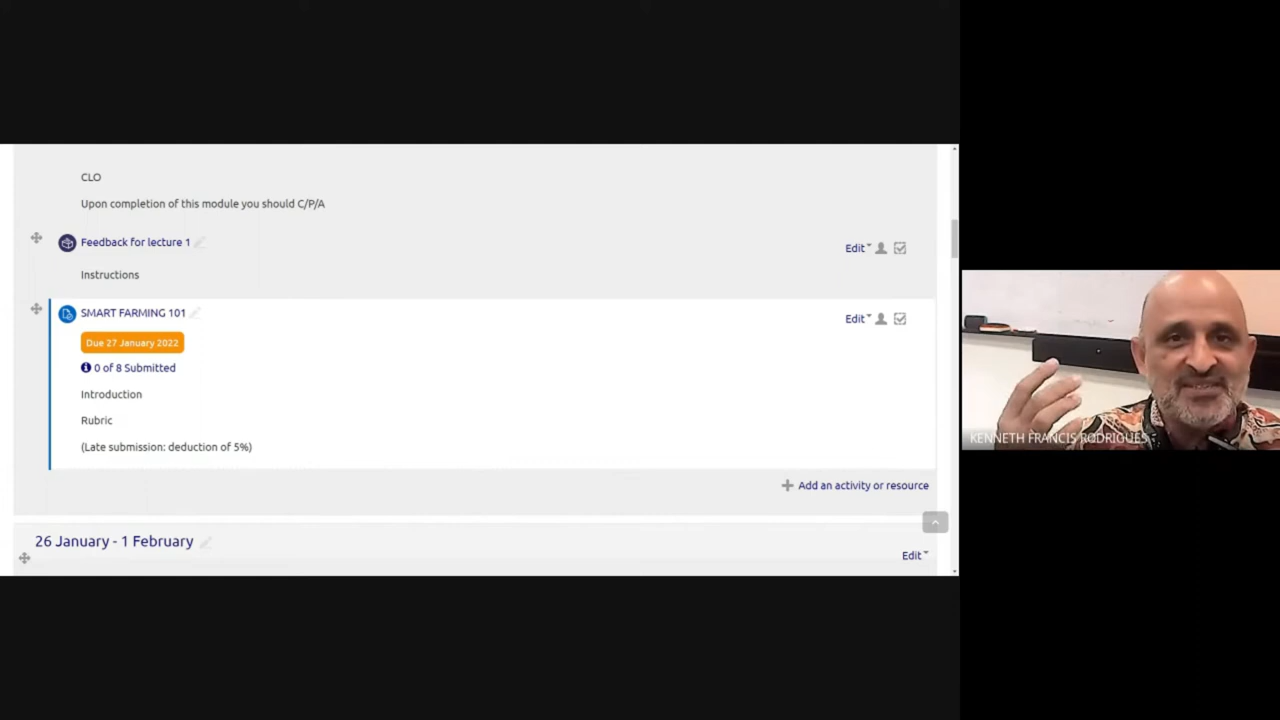 CLO
Upon completion of this module you should C/P/A
Feedback for lecture 1
Edit
Instructions
SMART FARMING 101
Edit
Due 27 January 2022
0 of 8 Submitted
Introduction
Rubric
(Late submission: deduction of 5%)
Add an activity or resource
26 January - 1 February
Edit
KENNETH FRANCIS RODRIGUES -